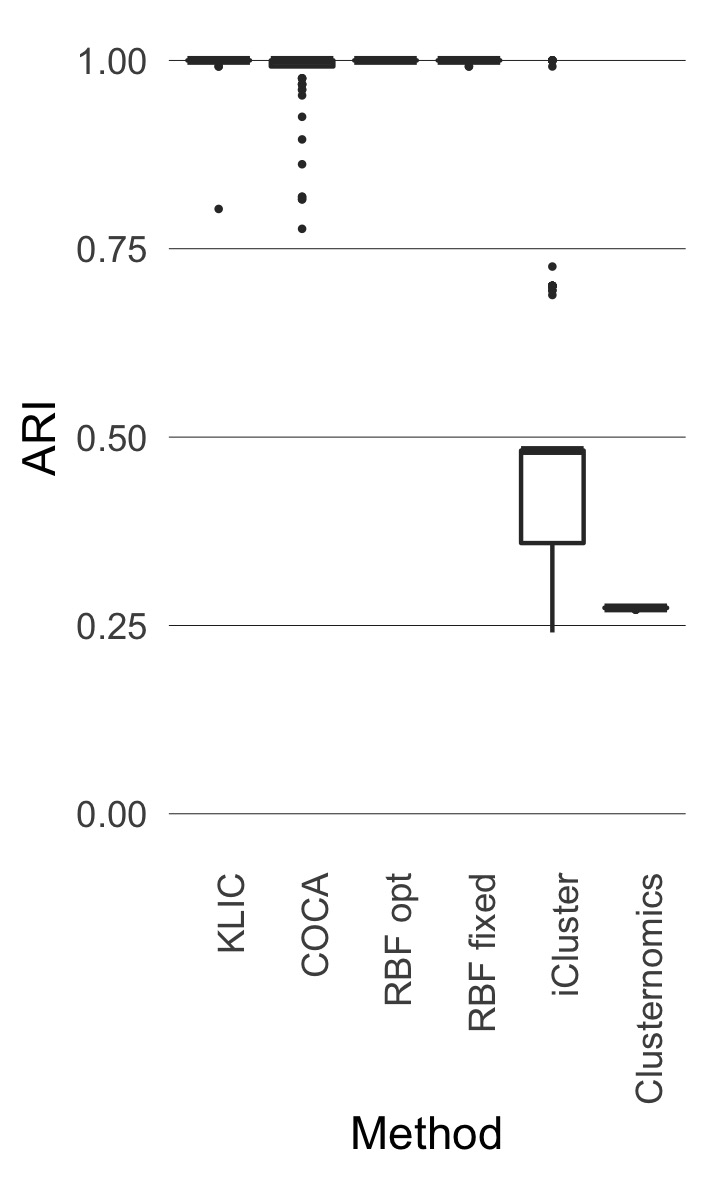 1.00
0.75
0.50
0.25
0.00
ARI
KLIC
COCA
RBF opt
RBF fixed
iCluster
Clusternomics
Method